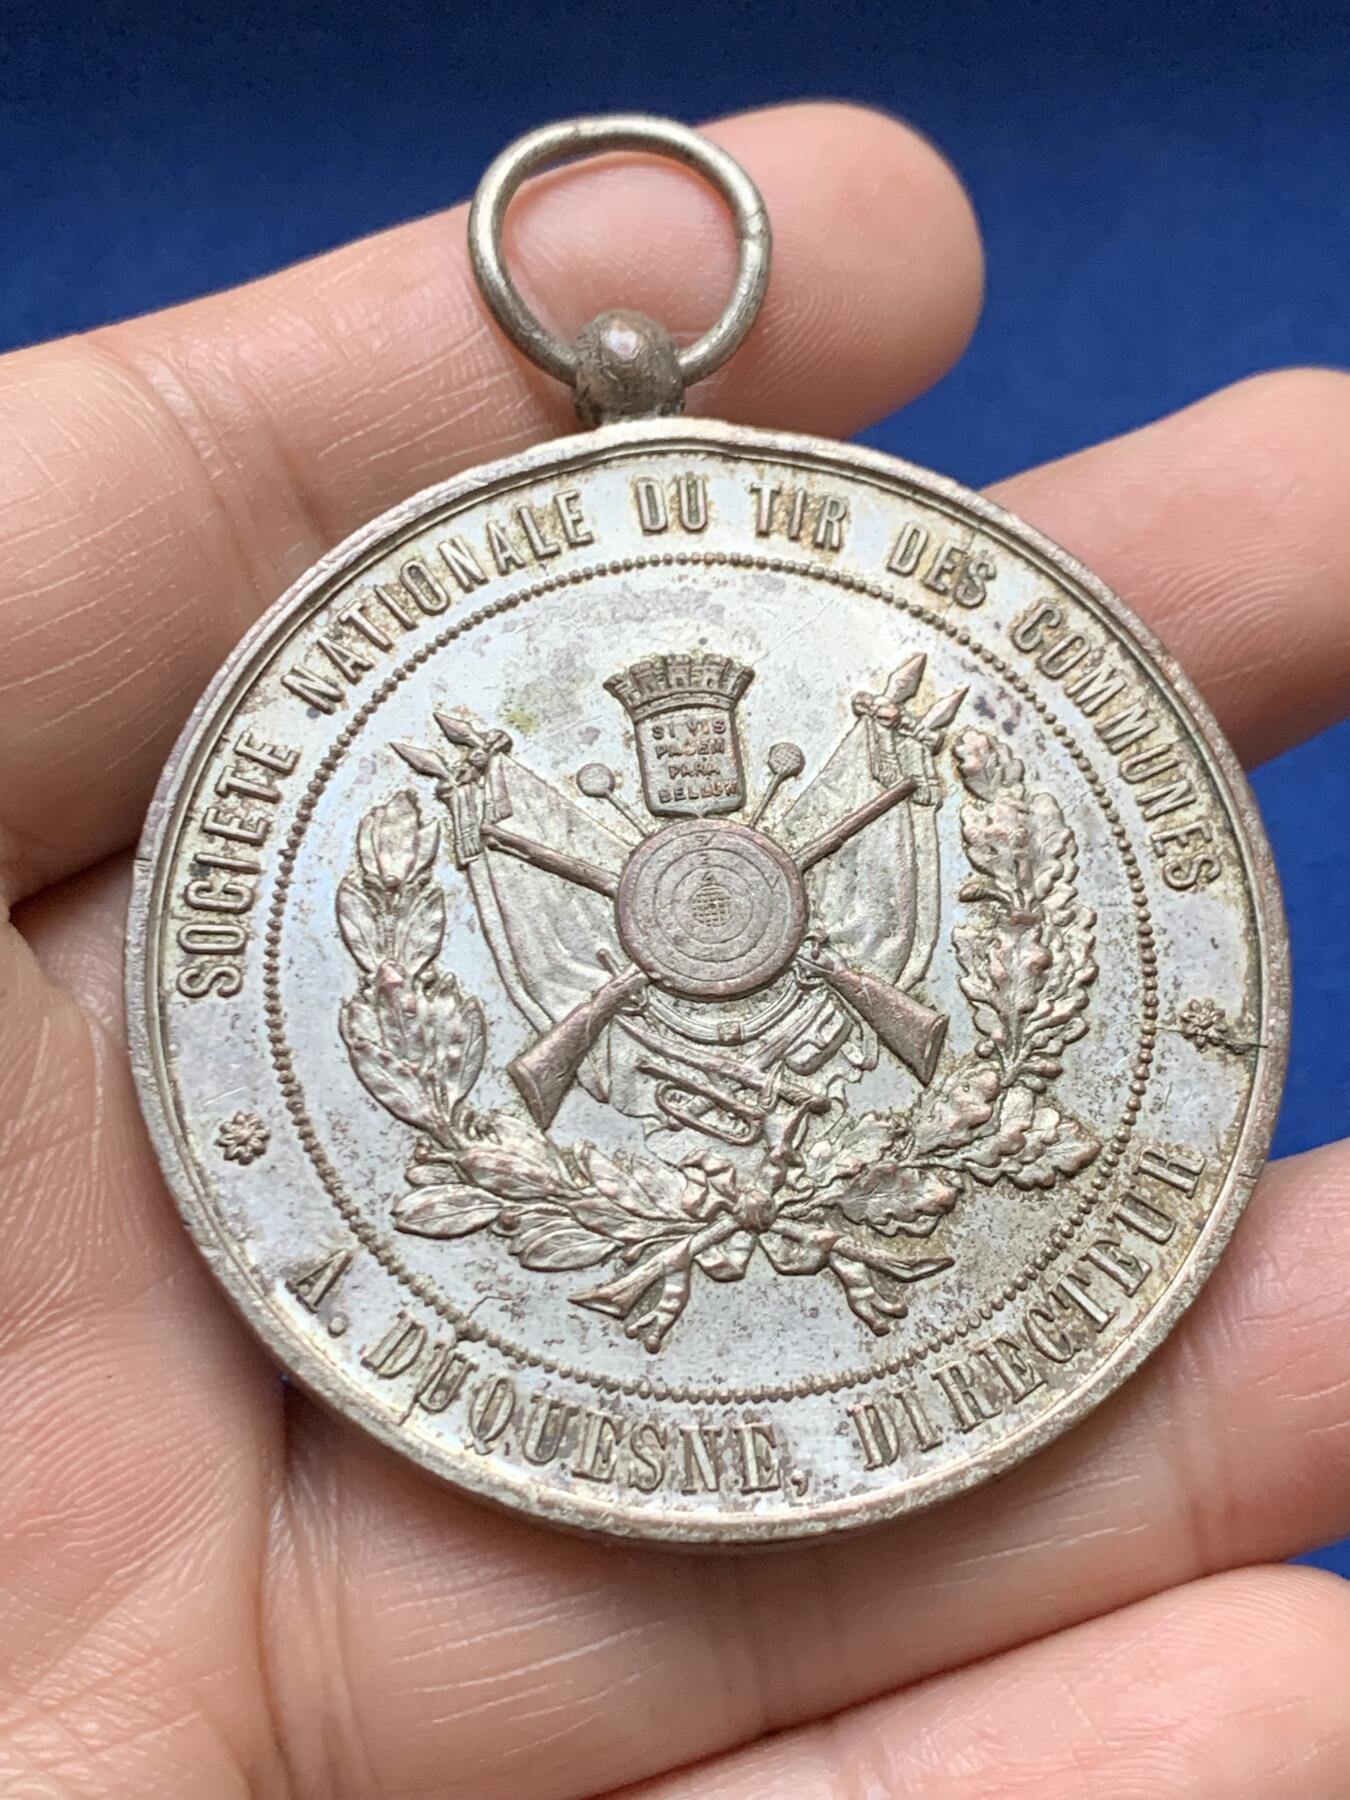 SOCIETE NATIONALE DU TIR DES COMMUNES
SI VIS
PACEM
PARA
BELLUM
A. DUQUESNE, DIRECTEUR